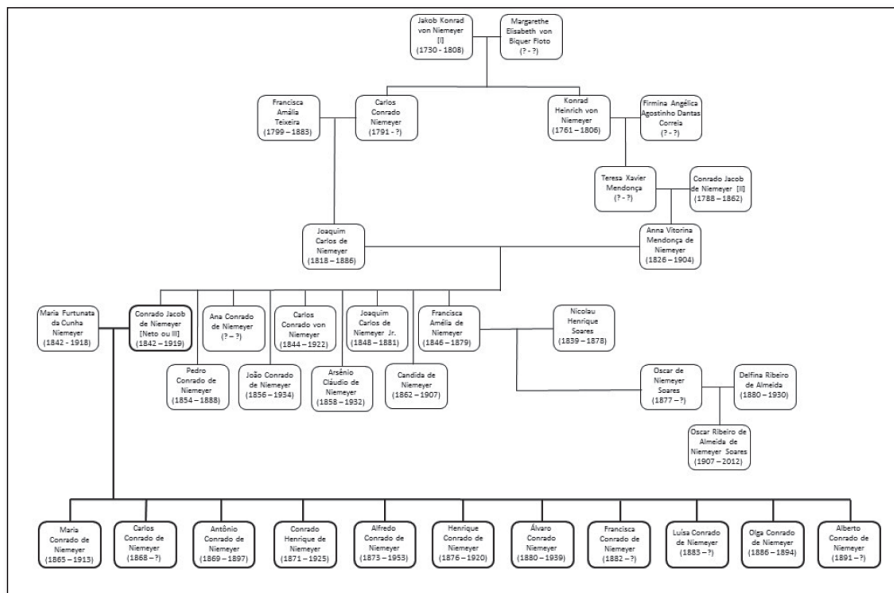 Jakob Konrad
von Niemeyer
[I]
(1730 - 1808)
Margarethe
Elisabeth von
Biquer Floto
(? - ?)
Francisca
Amália
Teixeira
(1799 – 1883)
Carlos
Conrado
Niemeyer
(1791 - ?)
Konrad
Heinrich von
Niemeyer
(1761 – 1806)
Firmina Angélica
Agostinho Dantas
Correia
(? - ?)
Teresa Xavier
Mendonça
(? - ?)
Conrado Jacob
de Niemeyer [II]
(1788 – 1862)
Joaquim
Carlos de
Niemeyer
(1818 – 1886)
Anna Vitorina
Mendonça de
Niemeyer
(1826 – 1904)
Maria Furtunata
da Cunha
Niemeyer
(1842 - 1918)
Conrado Jacob
de Niemeyer
[Neto ou III]
(1842 –1919)
Ana Conrado
de Niemeyer
(? – ?)
Carlos
Conrado von
Niemeyer
(1844 – 1922)
Joaquim
Carlos de
Niemeyer Jr.
(1848 – 1881)
Francisca
Amélia de
Niemeyer
(1846 – 1879)
Nicolau
Henrique
Soares
(1839 – 1878)
Pedro
Conrado de
Niemeyer
(1854 – 1888)
João Conrado
de Niemeyer
(1856 – 1934)
Arsênio
Cláudio de
Niemeyer
(1858 – 1932)
Candida de
Niemeyer
(1862 – 1907)
Oscar de
Niemeyer
Soares
(1877 – ?)
Delfina Ribeiro
de Almeida
(1880 – 1930)
Oscar Ribeiro de
Almeida de
Niemeyer Soares
(1907 – 2012)
Maria
Conrado de
Niemeyer
(1865 – 1915)
Carlos
Conrado de
Niemeyer
(1868 – ?)
Antônio
Conrado de
Niemeyer
(1869 – 1897)
Conrado
Henrique de
Niemeyer
(1871 – 1925)
Alfredo
Conrado de
Niemeyer
(1873 – 1953)
Henrique
Conrado de
Niemeyer
(1876 – 1920)
Álvaro
Conrado
Niemeyer
(1880 – 1939)
Francisca
Conrado de
Niemeyer
(1882 – ?)
Luísa Conrado
de Niemeyer
(1883 – ?)
Olga Conrado
de Niemeyer
(1886 – 1894)
Alberto
Conrado de
Niemeyer
(1891 – ?)